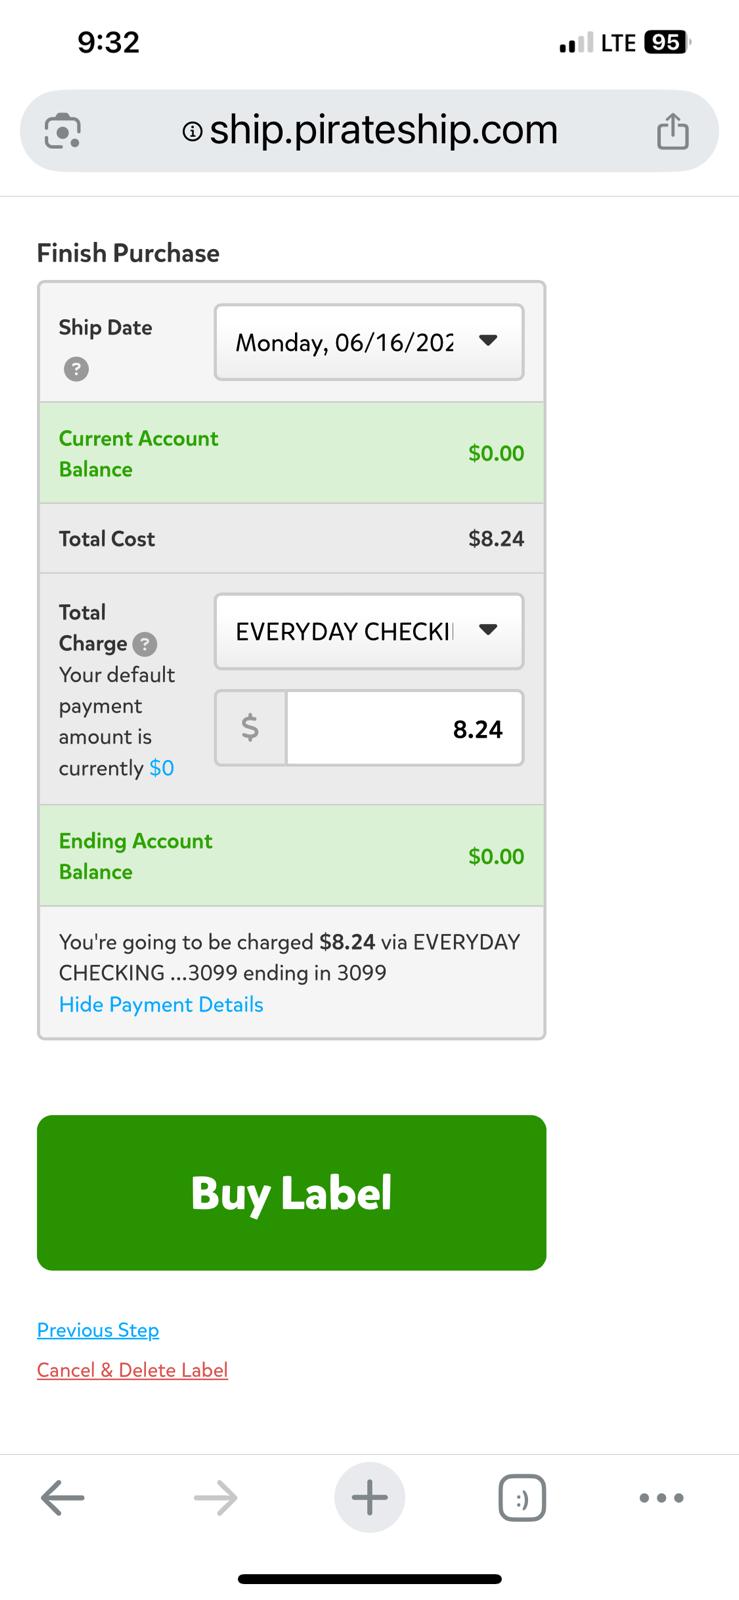 9:32
LTE 95
ship.pirateship.com
Finish Purchase
Ship Date
?
Monday, 06/16/202
Current Account
Balance
$0.00
Total Cost
$8.24
Total
Charge ?
Your default
payment
amount is
currently $0
EVERYDAY CHECKI
$ 8.24
Ending Account
Balance
$0.00
You're going to be charged $8.24 via EVERYDAY
CHECKING ...3099 ending in 3099
Hide Payment Details
Buy Label
Previous Step
Cancel & Delete Label
:)